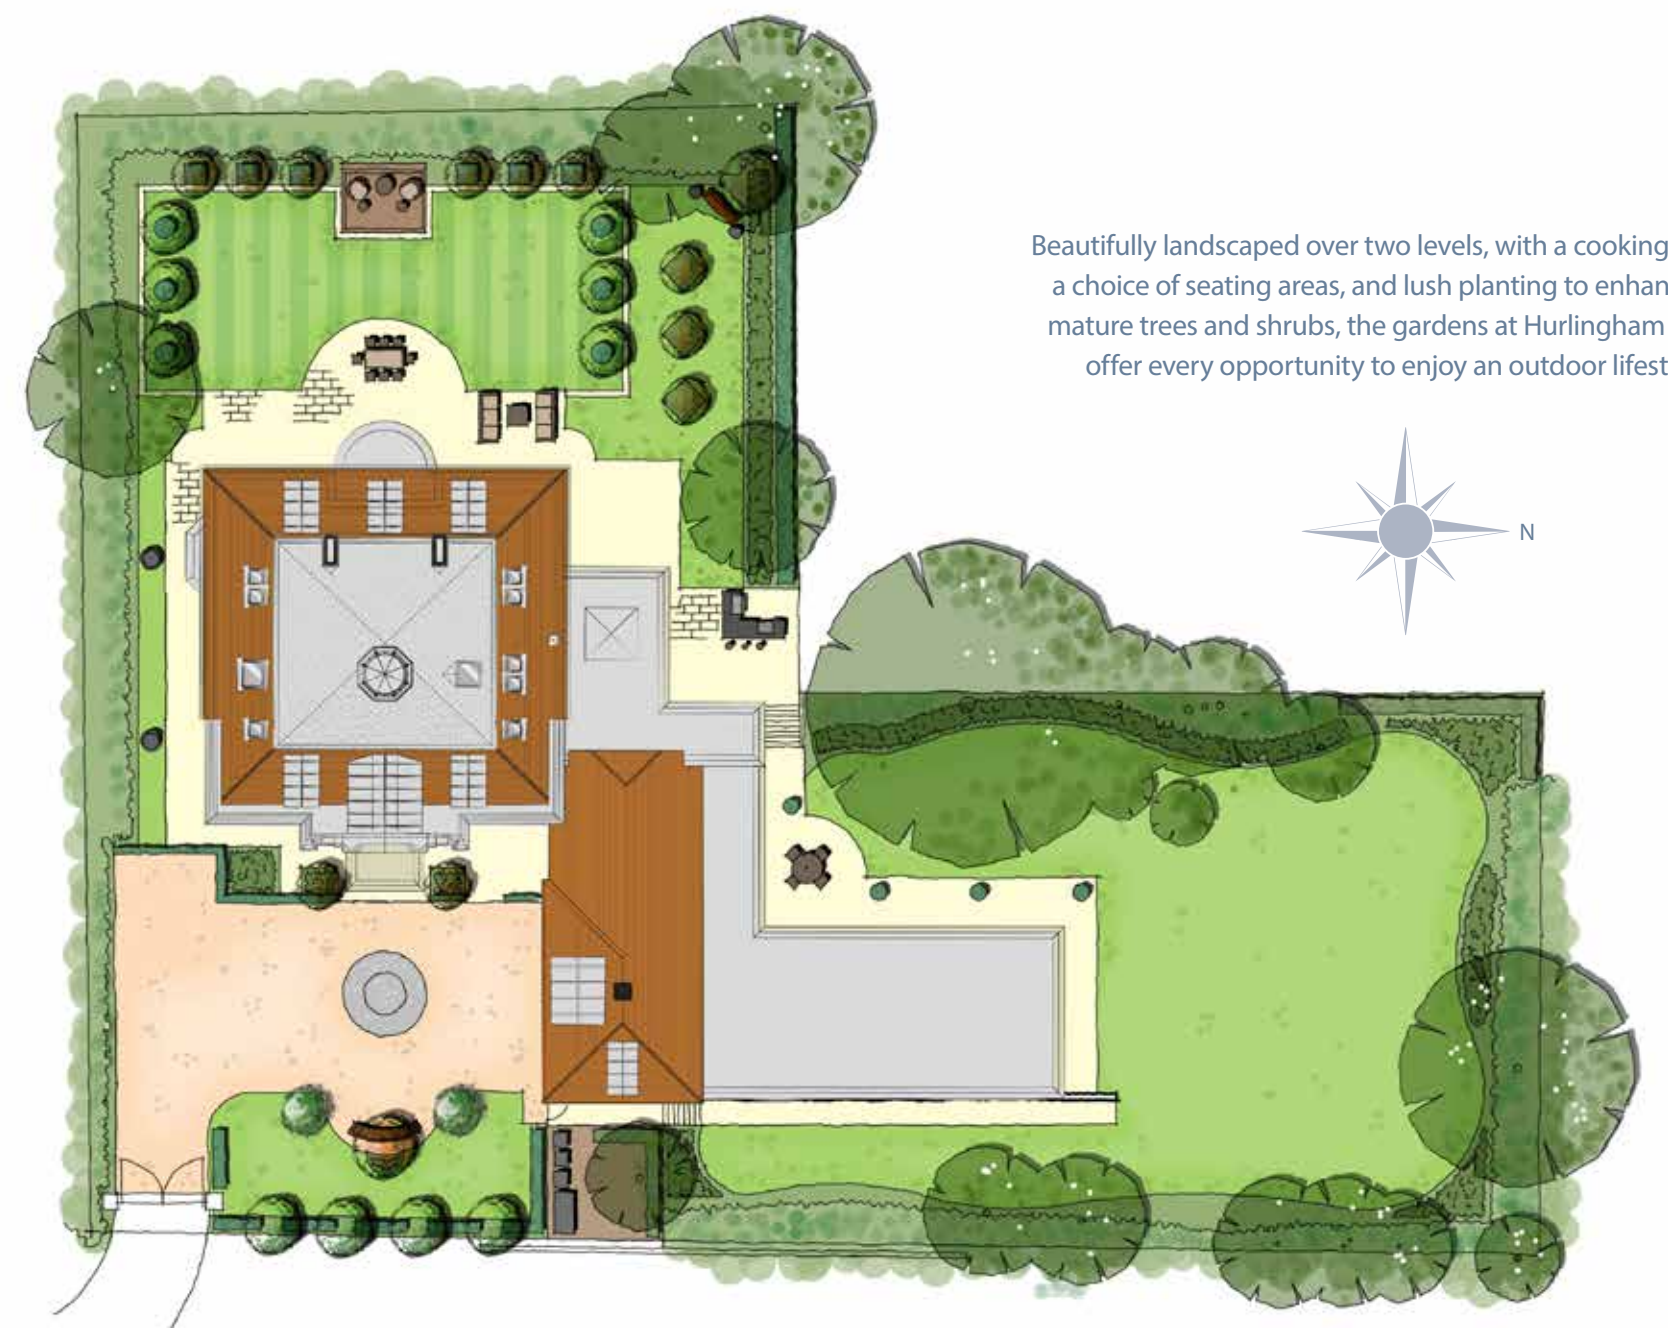 Beautifully landscaped over two levels, with a cooking
a choice of seating areas, and lush planting to enhan
mature trees and shrubs, the gardens at Hurlingham
offer every opportunity to enjoy an outdoor lifest
N